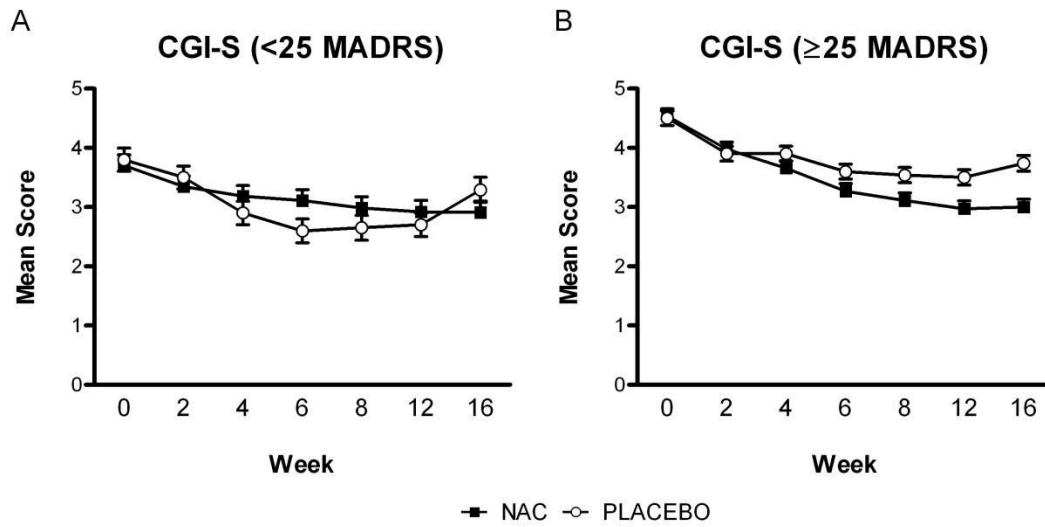 A
CGI-S (<25 MADRS)
5
4
3
2
1
0
Mean Score
0 2 4 6 8 12 16
Week
B
CGI-S (≥25 MADRS)
5
4
3
2
1
0
Mean Score
0 2 4 6 8 12 16
Week
NAC PLACEBO